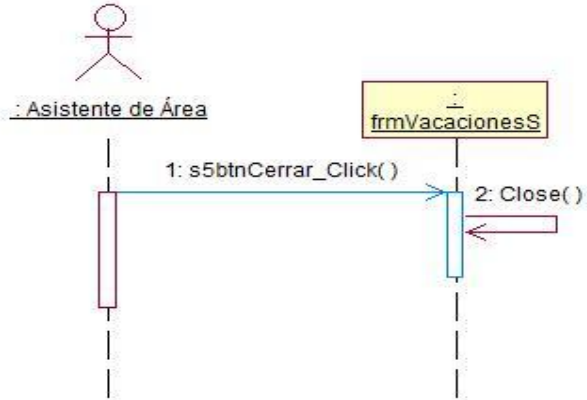 : Asistente de Área
:
frmVacacionesS
1: s5btnCerrar_Click( )
2: Close( )